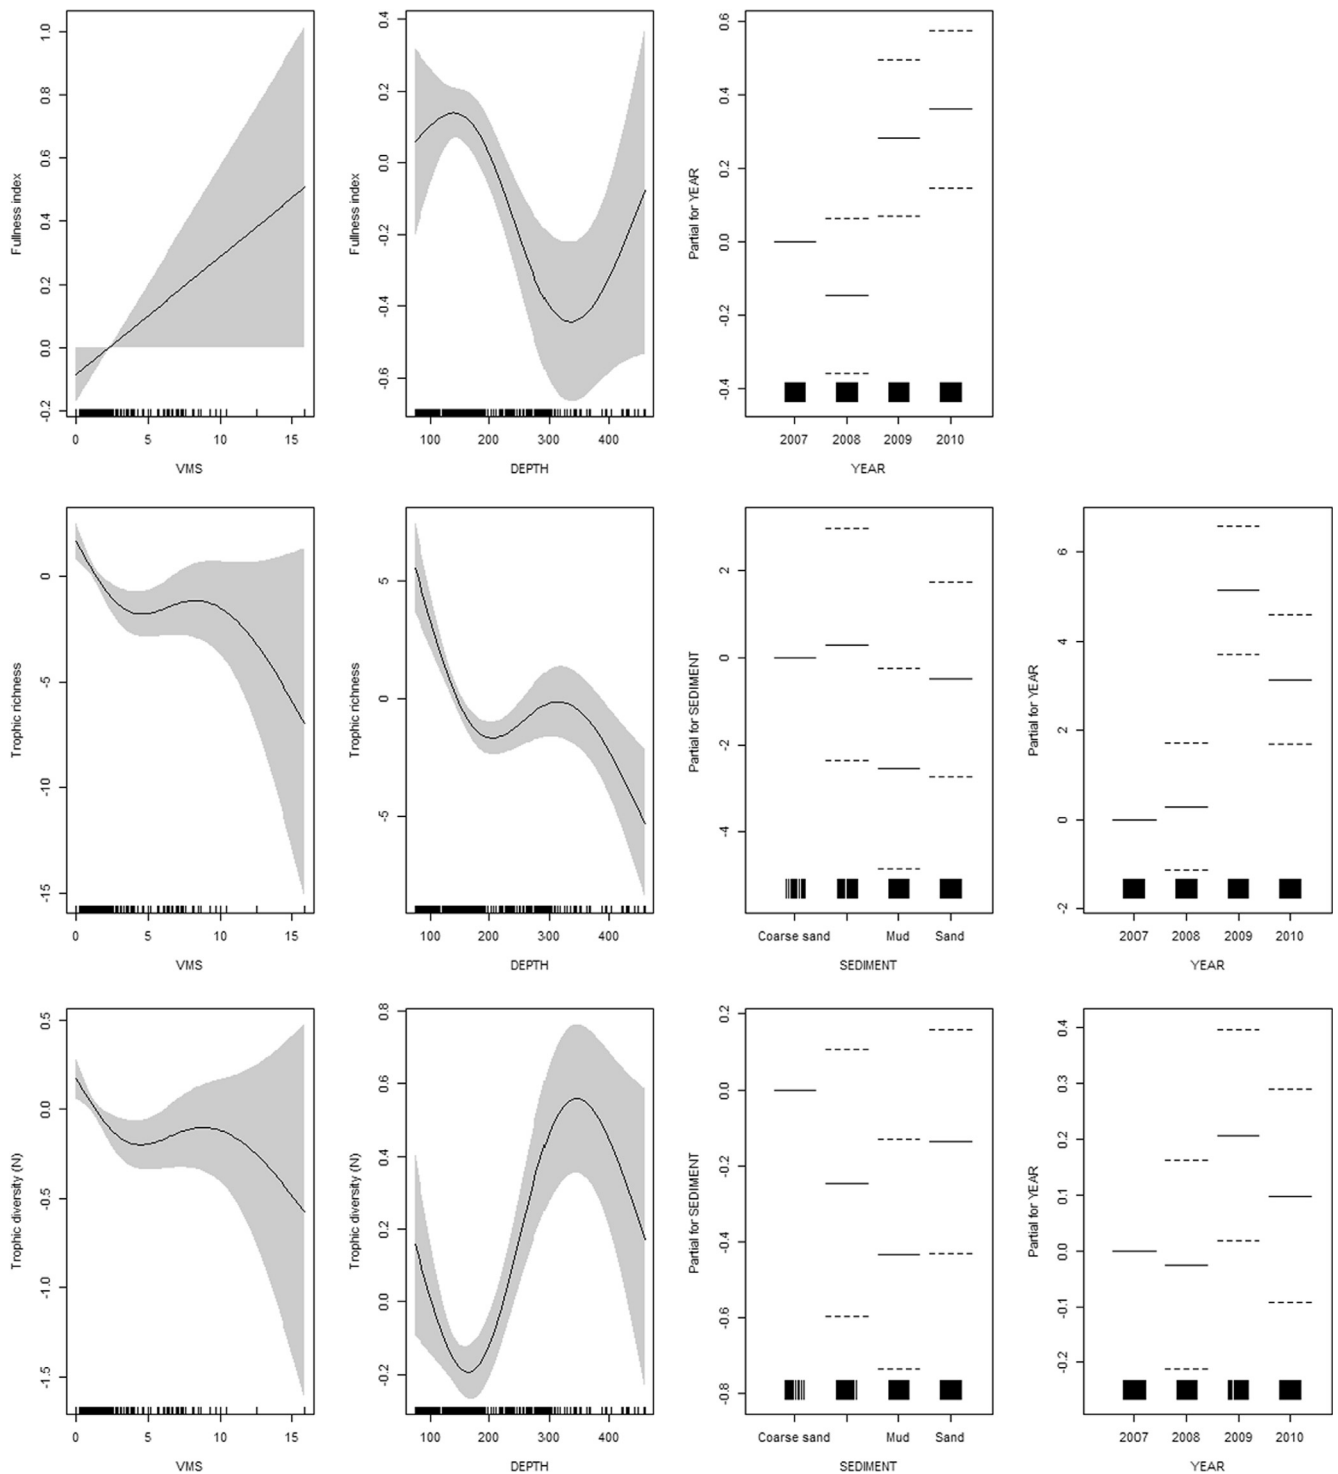 Fullness index
-0.2 0.0 0.2 0.4 0.6 0.8 1.0
0 5 10 15
VMS
Fullness index
-0.6 -0.4 -0.2 0.0 0.2 0.4
100 200 300 400
DEPTH
Partial for YEAR
-0.4 -0.2 0.0 0.2 0.4 0.6
2007 2008 2009 2010
YEAR
Trophic richness
-15 -10 -5 0
0 5 10 15
VMS
Trophic richness
-5 0 5
100 200 300 400
DEPTH
Partial for SEDIMENT
-4 -2 0 2
Coarse sand Mud Sand
SEDIMENT
Partial for YEAR
-2 0 2 4 6
2007 2008 2009 2010
YEAR
Trophic diversity (N)
-1.5 -1.0 -0.5 0.0 0.5
0 5 10 15
VMS
Trophic diversity (N)
-0.2 0.0 0.2 0.4 0.6 0.8
100 200 300 400
DEPTH
Partial for SEDIMENT
-0.8 -0.6 -0.4 -0.2 0.0 0.2
Coarse sand Mud Sand
SEDIMENT
Partial for YEAR
-0.2 -0.1 0.0 0.1 0.2 0.3 0.4
2007 2008 2009 2010
YEAR